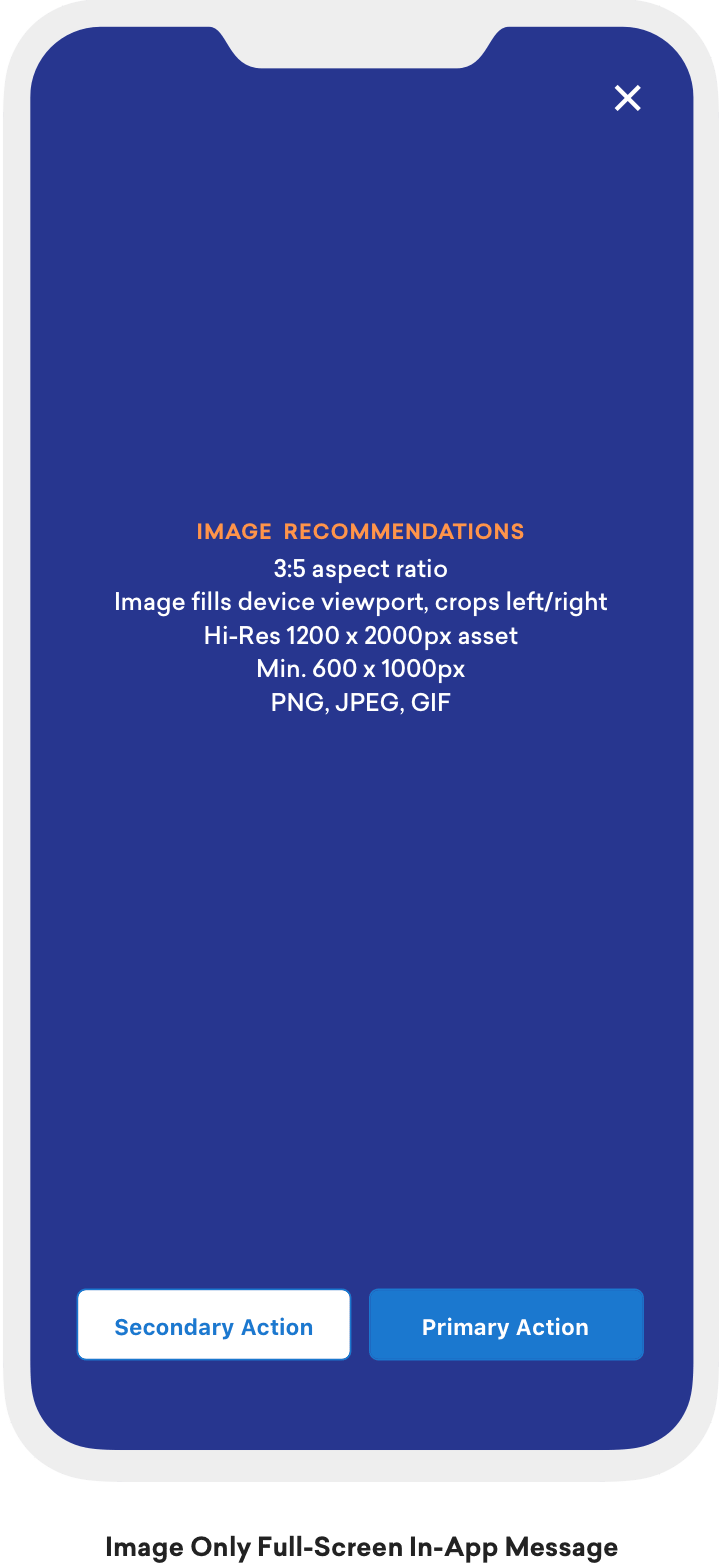 IMAGE RECOMMENDATIONS
3:5 aspect ratio
Image fills device viewport, crops left/right
Hi-Res 1200 x 2000px asset
Min. 600 x 1000px
PNG, JPEG, GIF
Secondary Action
Primary Action
Image Only Full-Screen In-App Message